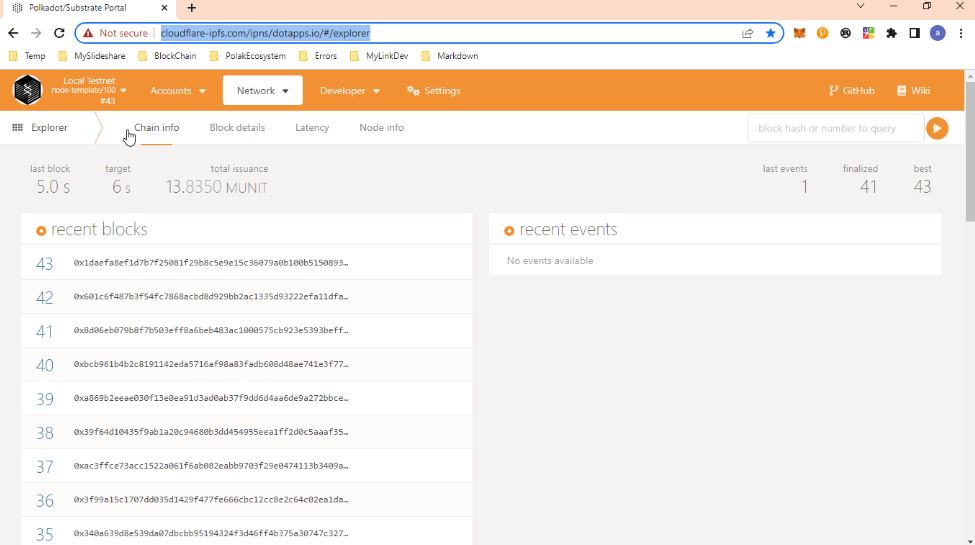 Polkadot/Substrate Portal
Not secure cloudflare-ipfs.com/ipns/dotapps.io/#/explorer
Temp MySlideshare BlockChain PolakEcosystem Errors MyLinkDev Markdown
Local Testnet
node-template/100
#43
Accounts Network Developer Settings GitHub Wiki
Explorer Chain info Block details Latency Node info block hash or number to query
last block target total issuance last events finalized best
5.0 s 6 s 13.8350 MUNIT 1 41 43
recent blocks recent events
No events available
43 0x1daefa8ef1d7b7f25081f29b8c5e9e15c36079a0b100b5150893…
42 0x601c6f487b3f54fc7868acbd8d929bb2ac1335d93222efa11dfa…
41 0x8d06eb079b8f7b503eff8a6beb483ac1000575cb923e5393beff…
40 0xbcb961b4b2c8191142eda5716af98a83fadb608d48ae741e3f77…
39 0xa869b2eeae030f13e0ea91d3ad0ab37f9dd6d4aa6de9a272bbce…
38 0x39f64d10435f9ab1a20c94680b3dd454955eea1ff2d0c5aaaf35…
37 0xac3ffce73acc1522a061f6ab082eabb9703f29e0474113b3409a…
36 0x3f99a15c1707dd035d1429f477fe666cbc12cc8e2c64c02ea1da…
35 0x340a639d8e539da07dbcbb95194324f3d46ff4b375a30747c327…